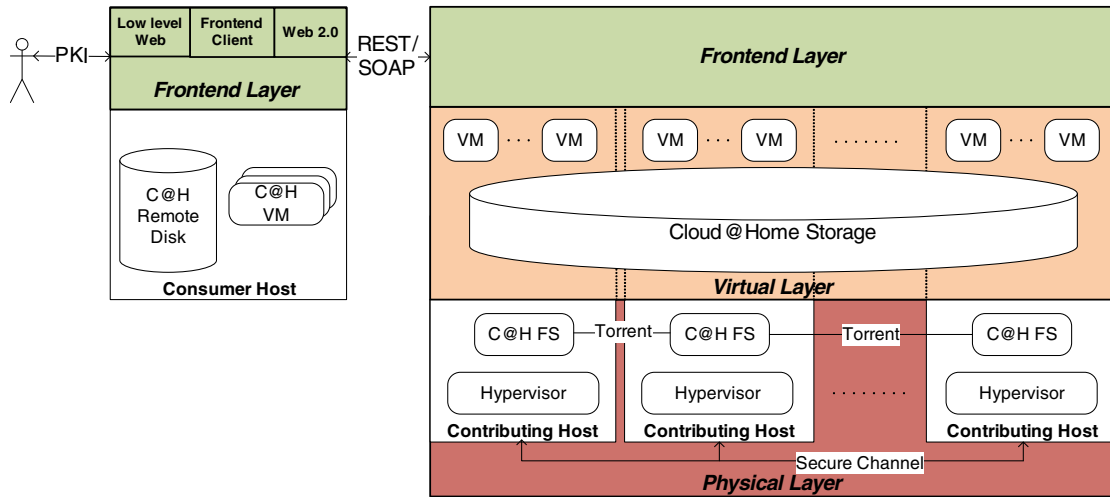 PKI
Low level
Web
Frontend
Client
Web 2.0
Frontend Layer
C@H
Remote
Disk
C@H
VM
Consumer Host
REST/
SOAP
Frontend Layer
VM ··· VM
VM ··· VM
·······
VM ··· VM
Cloud@Home Storage
Virtual Layer
C@H FS
Torrent
C@H FS
Torrent
C@H FS
Hypervisor
Hypervisor
········
Hypervisor
Contributing Host
Contributing Host
Contributing Host
Secure Channel
Physical Layer